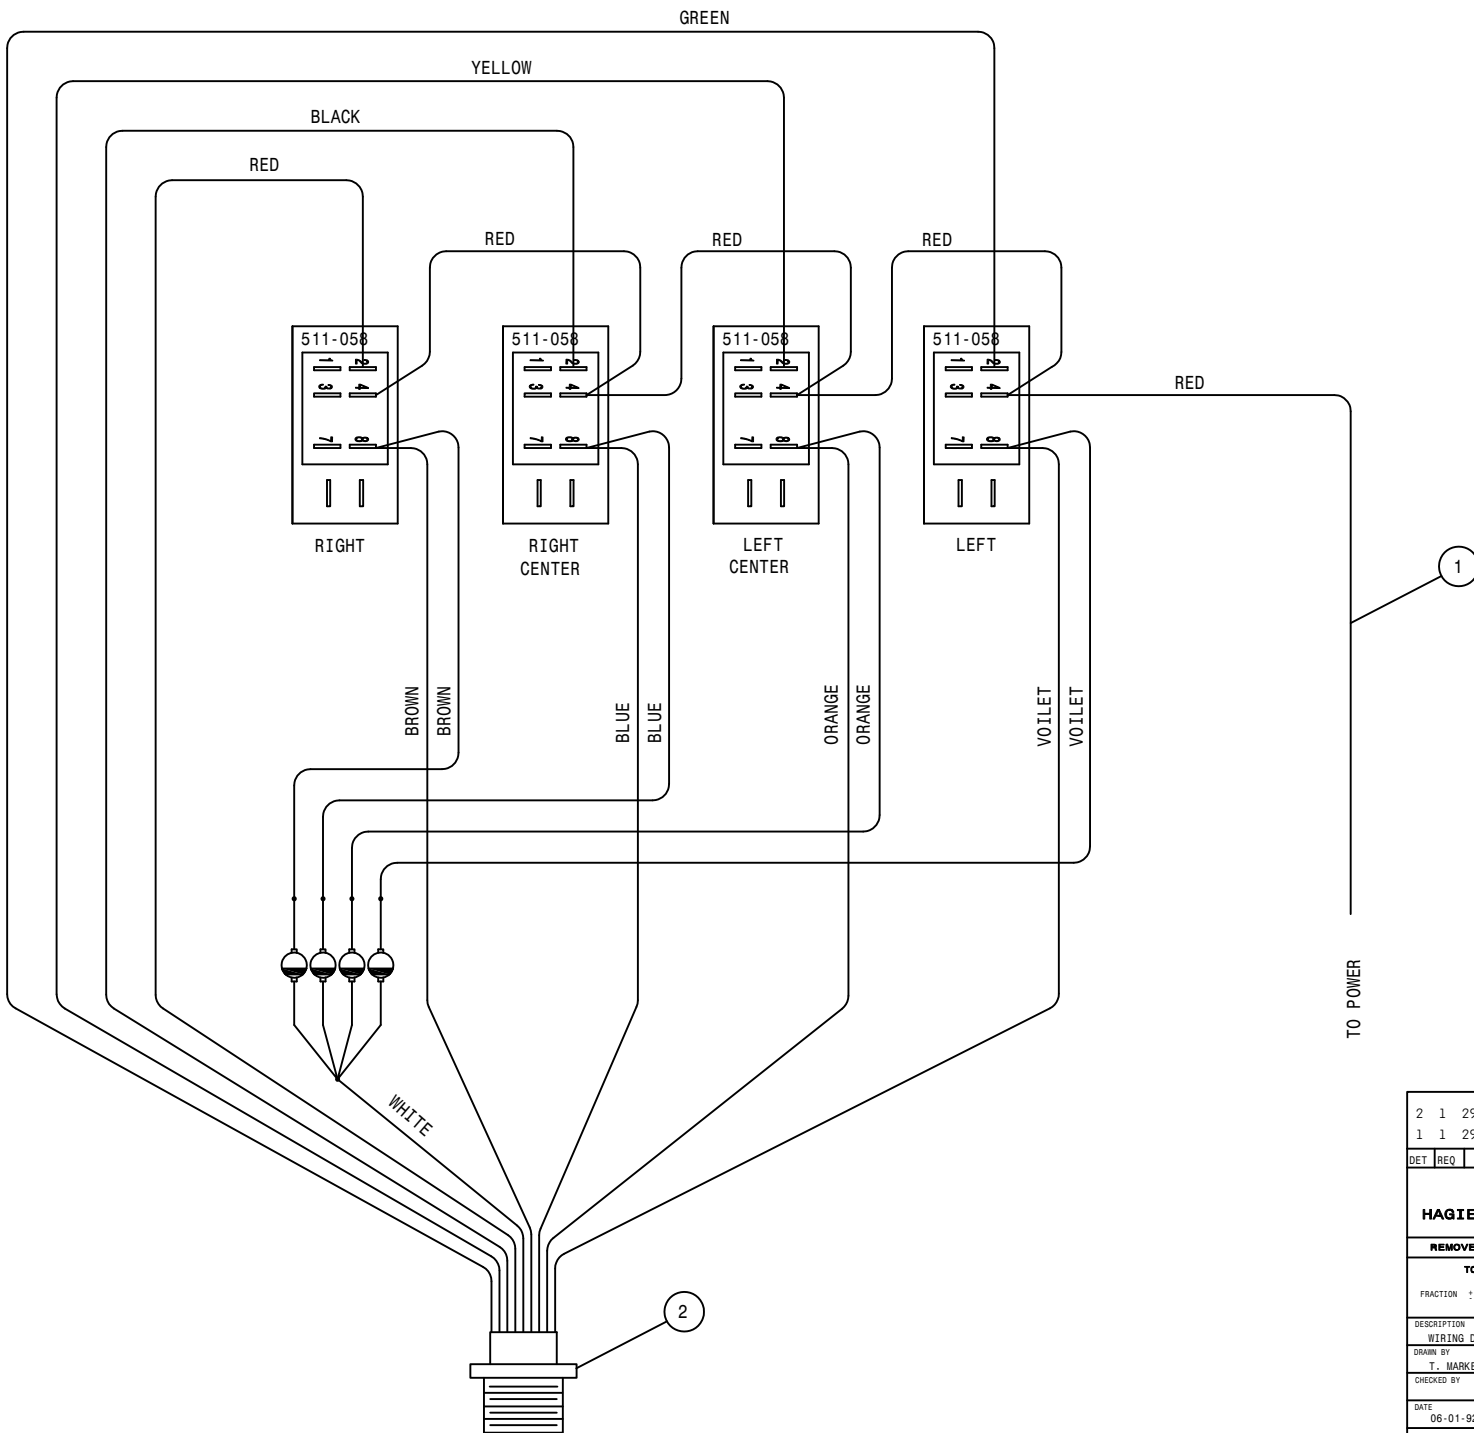 GREEN
YELLOW
BLACK
RED
RED
RED
RED
511-058
511-058
511-058
511-058
1 2
1 2
1 2
1 2
3 4
3 4
3 4
3 4
RED
7 8
7 8
7 8
7 8
RIGHT
RIGHT
CENTER
LEFT
CENTER
LEFT
1
BROWN
BROWN
BLUE
BLUE
ORANGE
ORANGE
VOILET
VOILET
TO POWER
WHITE
2
2 1 29
1 1 29
DET REQ
HAGIE
REMOVE
FRACTION
DESCRIPTION
WIRING D
DRAWN BY
T. MARKE
CHECKED BY
DATE
06-01-92